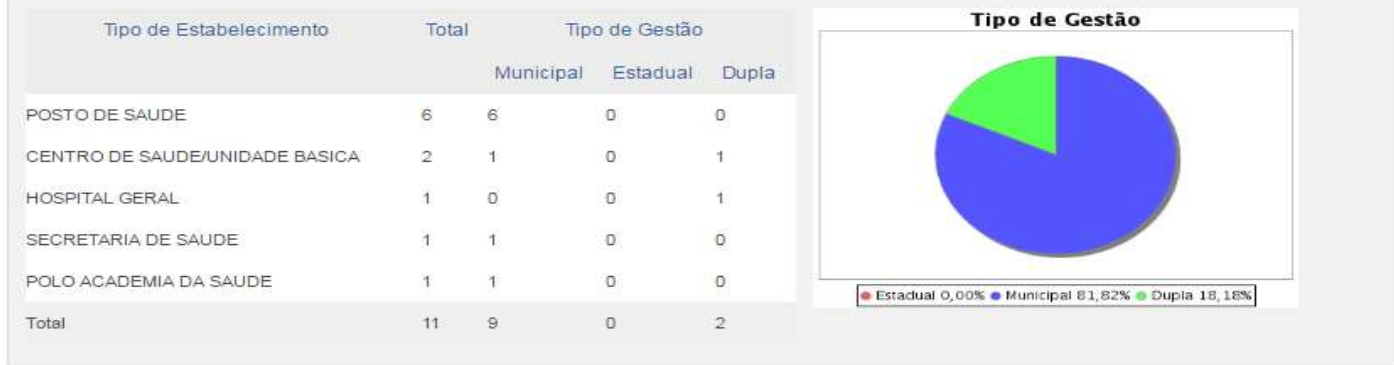 Tipo de Estabelecimento Total Tipo de Gestão
Municipal Estadual Dupla
POSTO DE SAUDE 6 6 0 0
CENTRO DE SAUDE/UNIDADE BASICA 2 1 0 1
HOSPITAL GERAL 1 0 0 1
SECRETARIA DE SAUDE 1 1 0 0
POLO ACADEMIA DA SAUDE 1 1 0 0
Total 11 9 0 2
Tipo de Gestão
Estadual 0,00% Municipal 81,82% Dupla 18,18%